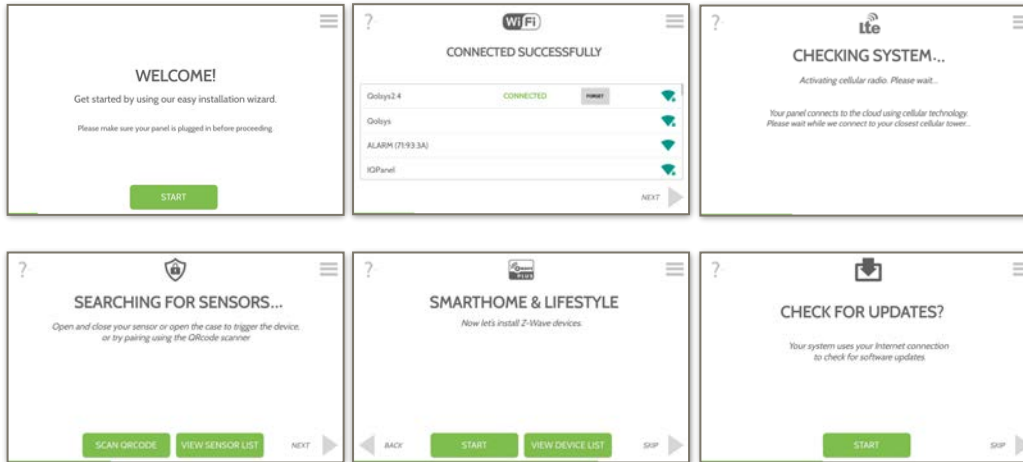 WELCOME!
Get started by using our easy installation wizard.
Please make sure your panel is plugged in before proceeding.
START
?
WiFi
CONNECTED SUCCESSFULLY
Qolsys2.4 CONNECTED FORGET
Qolsys
ALARM (71:93:3A)
IQPanel
NEXT
?
lte
CHECKING SYSTEM...
Activating cellular radio. Please wait...
Your panel connects to the cloud using cellular technology.
Please wait while we connect to your closest cellular tower...
?
SEARCHING FOR SENSORS...
Open and close your sensor or open the case to trigger the device,
or try pairing using the QRcode scanner
SCAN QRCODE VIEW SENSOR LIST NEXT
?
PLUS
SMARTHOME & LIFESTYLE
Now let's install Z-Wave devices.
BACK START VIEW DEVICE LIST SKIP
?
CHECK FOR UPDATES?
Your system uses your Internet connection
to check for software updates
START SKIP